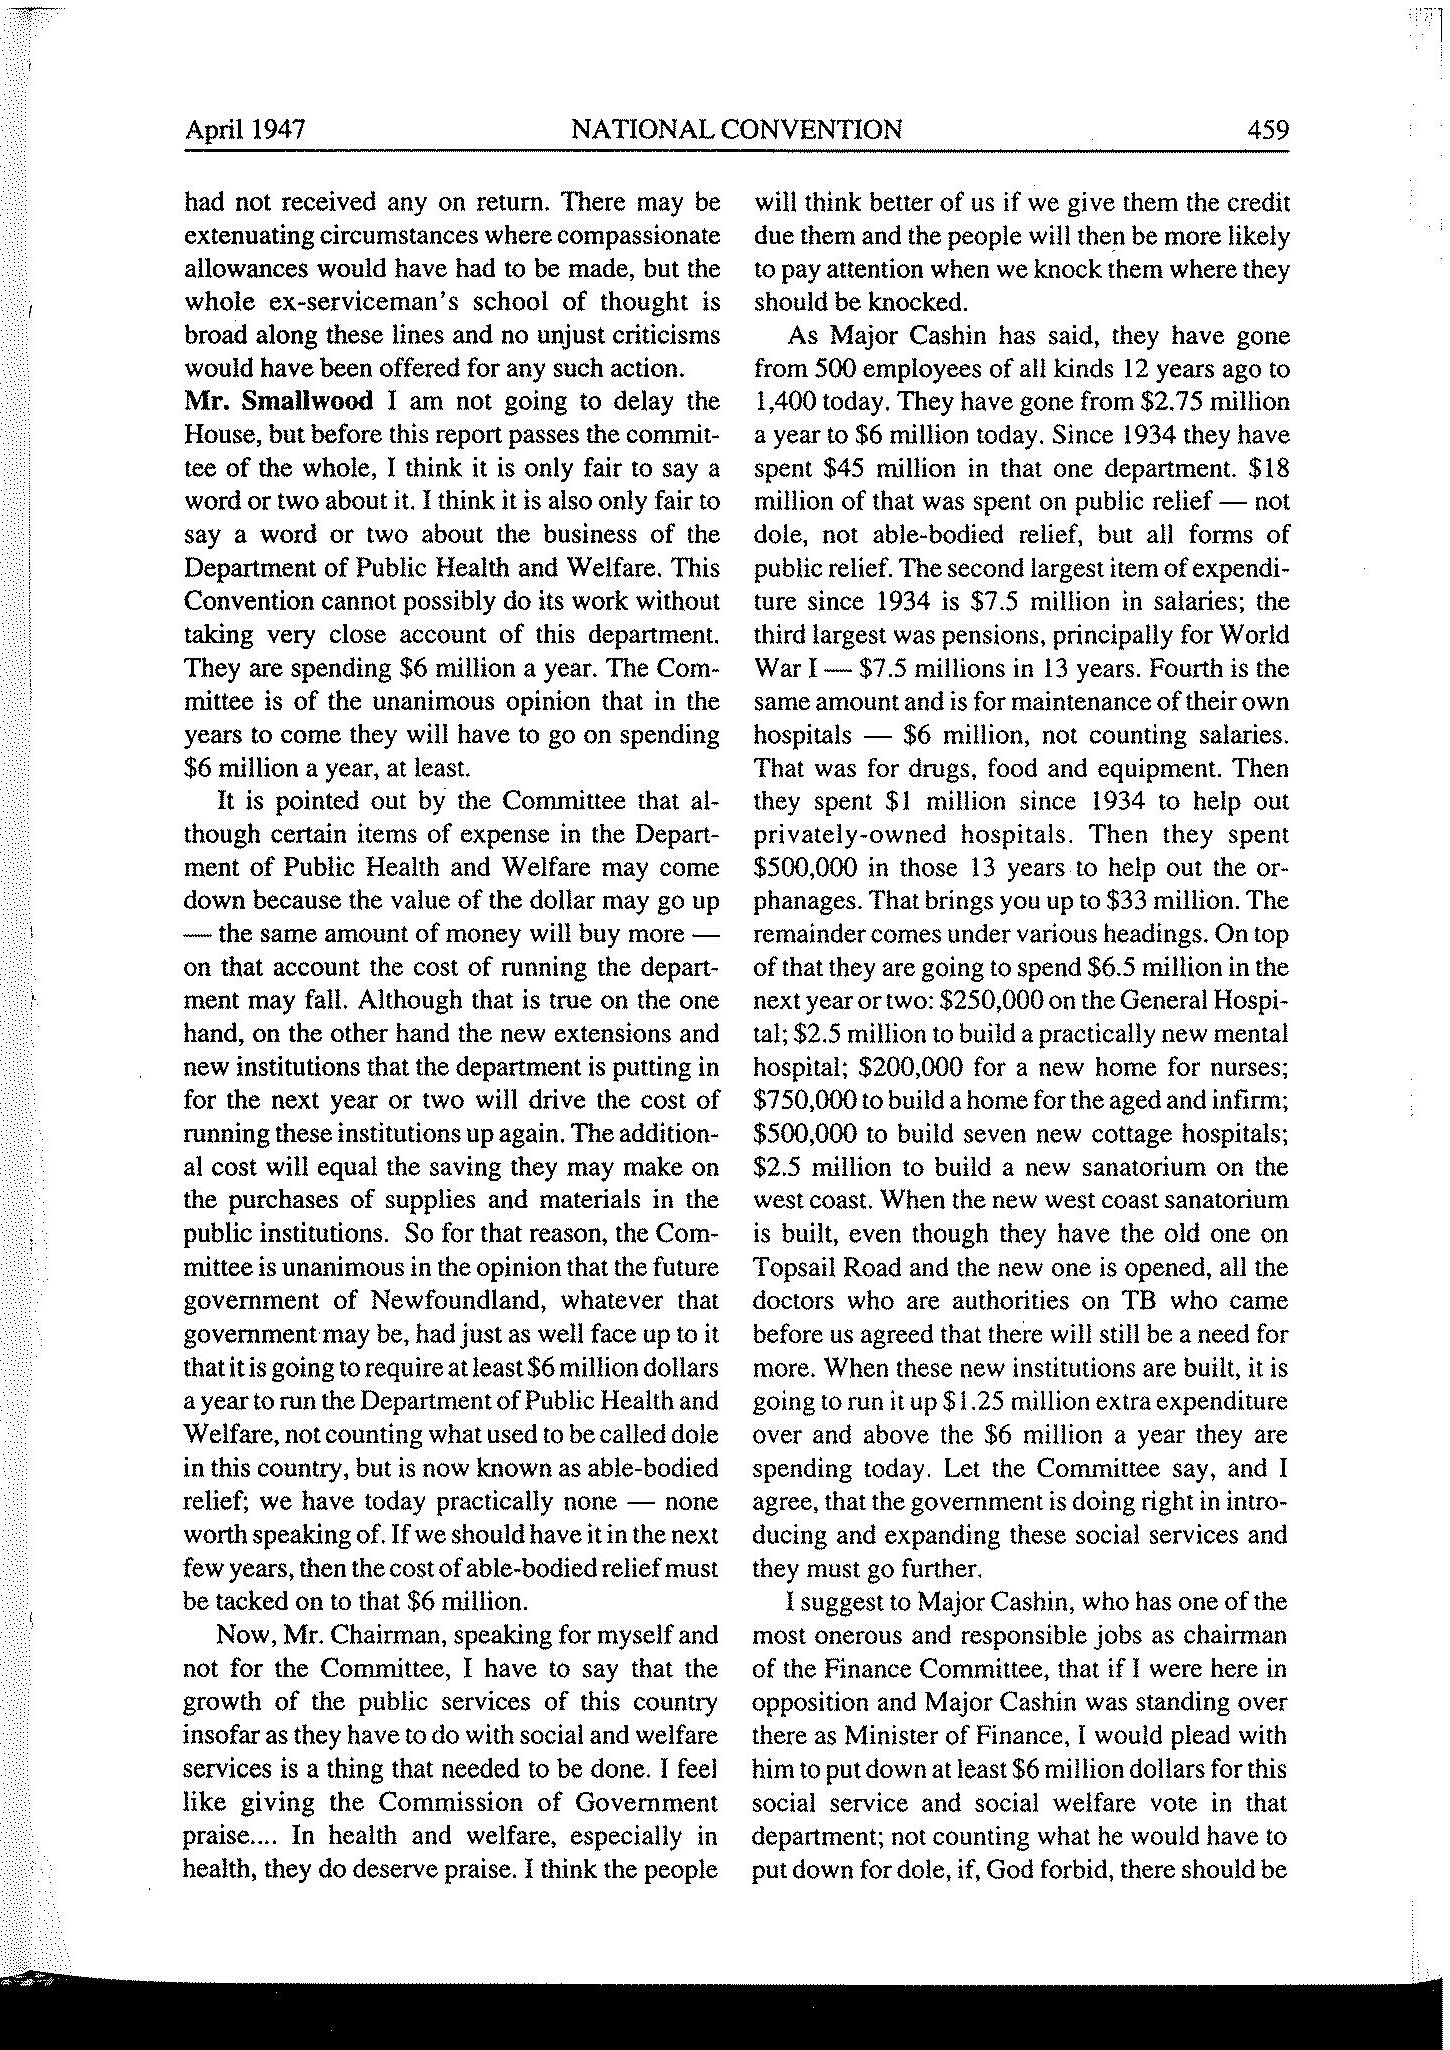 April 1947 NATIONAL CONVENTION 459
had not received any on return. There may be
extenuating circumstances where compassionate
allowances would have had to be made, but the
whole ex-serviceman's school of thought is
broad along these lines and no unjust criticisms
would have been offered for any such action.
Mr. Smallwood I am not going to delay the
House, but before this report passes the commit-
tee of the whole, I think it is only fair to say a
word or two about it. I think it is also only fair to
say a word or two about the business of the
Department of Public Health and Welfare. This
Convention cannot possibly do its work without
taking very close account of this department.
They are spending $6 million a year. The Com-
mittee is of the unanimous opinion that in the
years to come they will have to go on spending
$6 million a year, at least.
It is pointed out by the Committee that al-
though certain items of expense in the Depart-
ment of Public Health and Welfare may come
down because the value of the dollar may go up
— the same amount of money will buy more —
on that account the cost of running the depart-
ment may fall. Although that is true on the one
hand, on the other hand the new extensions and
new institutions that the department is putting in
for the next year or two will drive the cost of
running these institutions up again. The addition-
al cost will equal the saving they may make on
the purchases of supplies and materials in the
public institutions. So for that reason, the Com-
mittee is unanimous in the opinion that the future
government of Newfoundland, whatever that
government may be, had just as well face up to it
that it is going to require at least $6 million dollars
a year to run the Department of Public Health and
Welfare, not counting what used to be called dole
in this country, but is now known as able-bodied
relief; we have today practically none — none
worth speaking of. If we should have it in the next
few years, then the cost of able-bodied relief must
be tacked on to that $6 million.
Now, Mr. Chairman, speaking for myself and
not for the Committee, I have to say that the
growth of the public services of this country
insofar as they have to do with social and welfare
services is a thing that needed to be done. I feel
like giving the Commission of Government
praise.... In health and welfare, especially in
health, they do deserve praise. I think the people
will think better of us if we give them the credit
due them and the people will then be more likely
to pay attention when we knock them where they
should be knocked.
As Major Cashin has said, they have gone
from 500 employees of all kinds 12 years ago to
1,400 today. They have gone from $2.75 million
a year to $6 million today. Since 1934 they have
spent $45 million in that one department. $18
million of that was spent on public relief — not
dole, not able-bodied relief, but all forms of
public relief. The second largest item of expendi-
ture since 1934 is $7.5 million in salaries; the
third largest was pensions, principally for World
War I — $7.5 millions in 13 years. Fourth is the
same amount and is for maintenance of their own
hospitals — $6 million, not counting salaries.
That was for drugs, food and equipment. Then
they spent $1 million since 1934 to help out
privately-owned hospitals. Then they spent
$500,000 in those 13 years to help out the or-
phanages. That brings you up to $33 million. The
remainder comes under various headings. On top
of that they are going to spend $6.5 million in the
next year or two: $250,000 on the General Hospi-
tal; $2.5 million to build a practically new mental
hospital; $200,000 for a new home for nurses;
$750,000 to build a home for the aged and infirm;
$500,000 to build seven new cottage hospitals;
$2.5 million to build a new sanatorium on the
west coast. When the new west coast sanatorium
is built, even though they have the old one on
Topsail Road and the new one is opened, all the
doctors who are authorities on TB who came
before us agreed that there will still be a need for
more. When these new institutions are built, it is
going to run it up $1.25 million extra expenditure
over and above the $6 million a year they are
spending today. Let the Committee say, and I
agree, that the government is doing right in intro-
ducing and expanding these social services and
they must go further.
I suggest to Major Cashin, who has one of the
most onerous and responsible jobs as chairman
of the Finance Committee, that if I were here in
opposition and Major Cashin was standing over
there as Minister of Finance, I would plead with
him to put down at least $6 million dollars for this
social service and social welfare vote in that
department; not counting what he would have to
put down for dole, if, God forbid, there should be